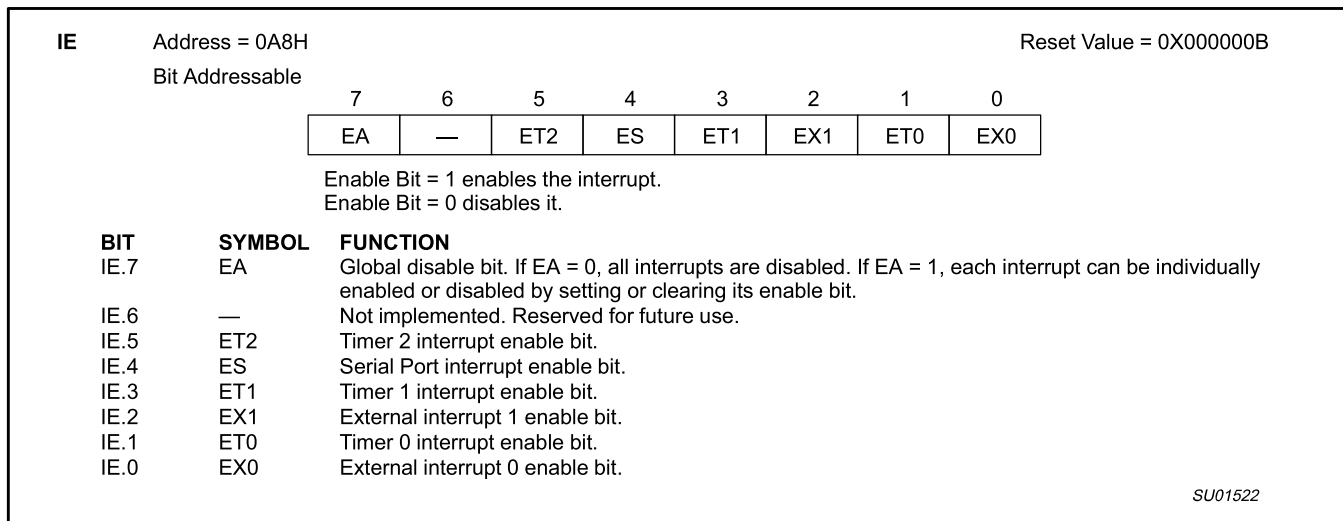 IE Address = 0A8H Reset Value = 0X000000B
Bit Addressable
7 6 5 4 3 2 1 0
EA — ET2 ES ET1 EX1 ET0 EX0
Enable Bit = 1 enables the interrupt.
Enable Bit = 0 disables it.
BIT SYMBOL FUNCTION
IE.7 EA Global disable bit. If EA = 0, all interrupts are disabled. If EA = 1, each interrupt can be individually
enabled or disabled by setting or clearing its enable bit.
IE.6 — Not implemented. Reserved for future use.
IE.5 ET2 Timer 2 interrupt enable bit.
IE.4 ES Serial Port interrupt enable bit.
IE.3 ET1 Timer 1 interrupt enable bit.
IE.2 EX1 External interrupt 1 enable bit.
IE.1 ET0 Timer 0 interrupt enable bit.
IE.0 EX0 External interrupt 0 enable bit.
SU01522